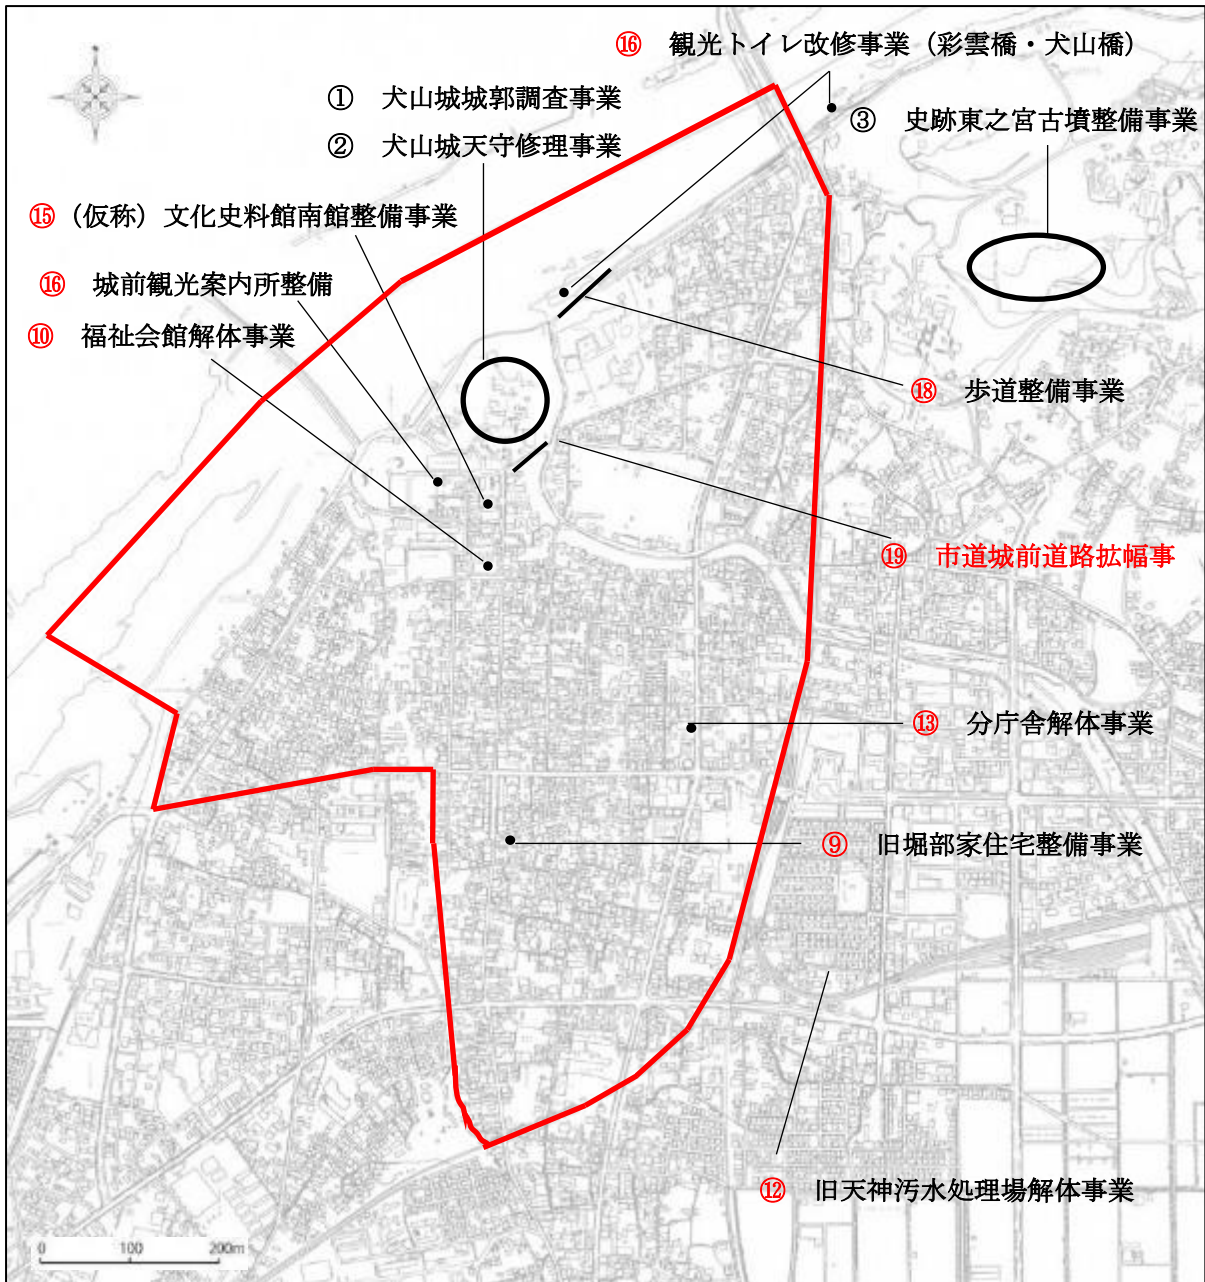 ⑯ 観光トイレ改修事業（彩雲橋・犬山橋）
① 犬山城城郭調査事業
② 犬山城天守修理事業
③ 史跡東之宮古墳整備事業
⑮（仮称）文化史料館南館整備事業
⑯ 城前観光案内所整備
⑩ 福祉会館解体事業
⑱ 歩道整備事業
⑲ 市道城前道路拡幅事
⑬ 分庁舎解体事業
⑨ 旧堀部家住宅整備事業
⑫ 旧天神汚水処理場解体事業
0 100 200m